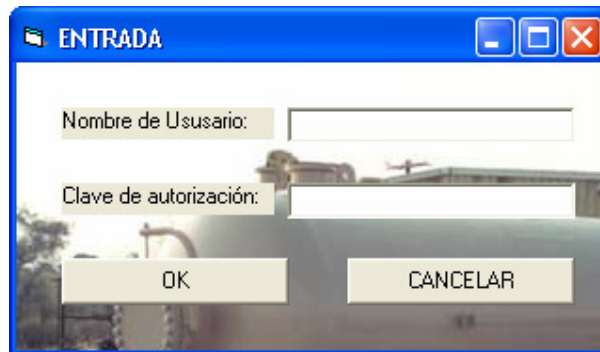 ENTRADA
Nombre de Ususario:
Clave de autorización:
OK CANCELAR